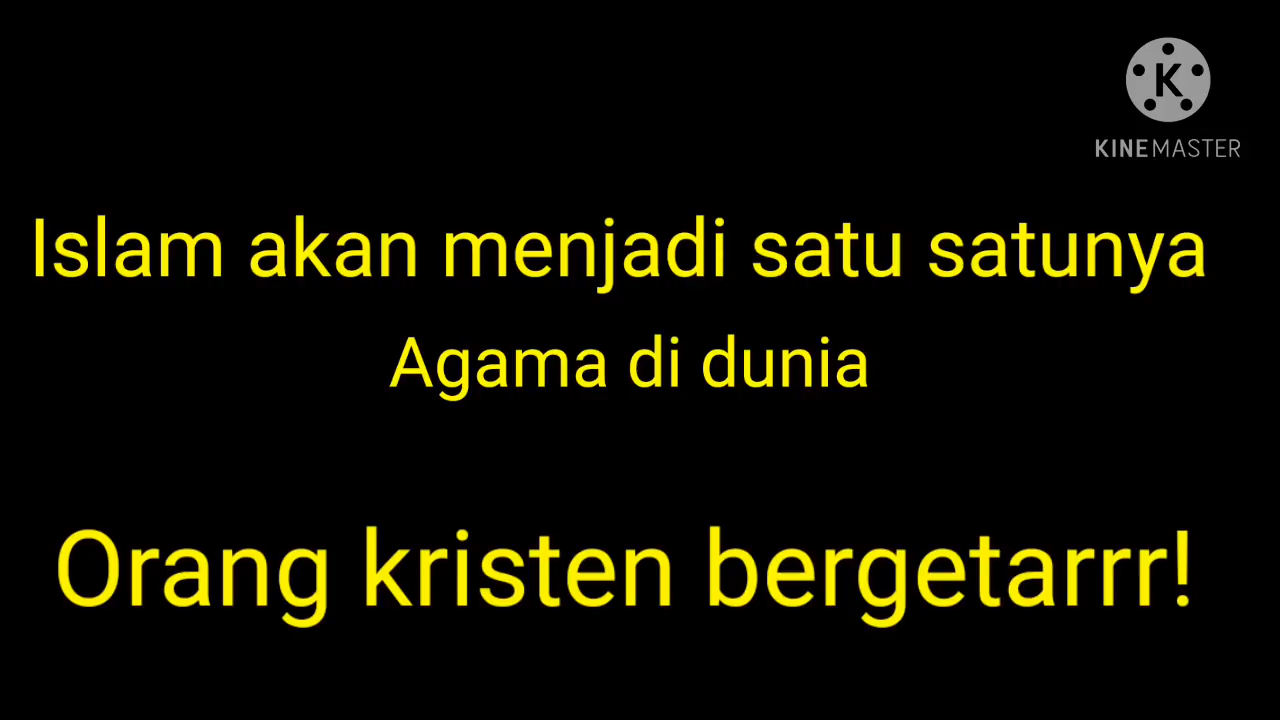 KINEMASTER
Islam akan menjadi satu satunya
Agama di dunia
Orang kristen bergetarrr!